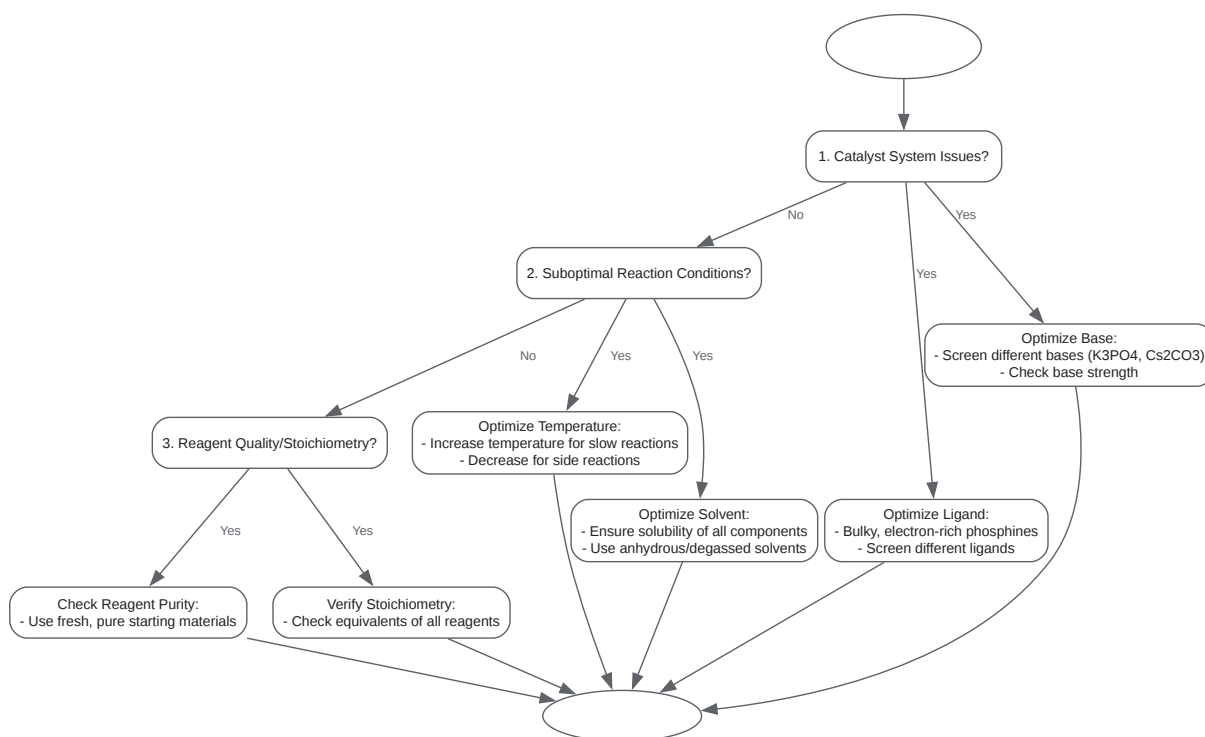 1. Catalyst System Issues?
No
Yes
2. Suboptimal Reaction Conditions?
Yes
Optimize Base:
- Screen different bases (K3PO4, Cs2CO3)
- Check base strength
No
Yes
Yes
3. Reagent Quality/Stoichiometry?
Optimize Temperature:
- Increase temperature for slow reactions
- Decrease for side reactions
Optimize Solvent:
- Ensure solubility of all components
- Use anhydrous/degassed solvents
Optimize Ligand:
- Bulky, electron-rich phosphines
- Screen different ligands
Yes
Yes
Check Reagent Purity:
- Use fresh, pure starting materials
Verify Stoichiometry:
- Check equivalents of all reagents